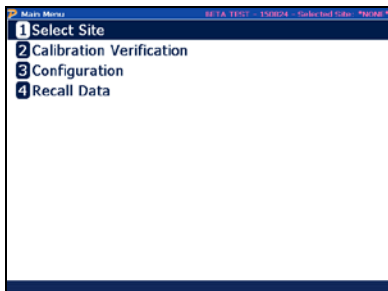 Main Menu BETA TEST - 150824 - Selected Site: *NONE*
1 Select Site
2 Calibration Verification
3 Configuration
4 Recall Data